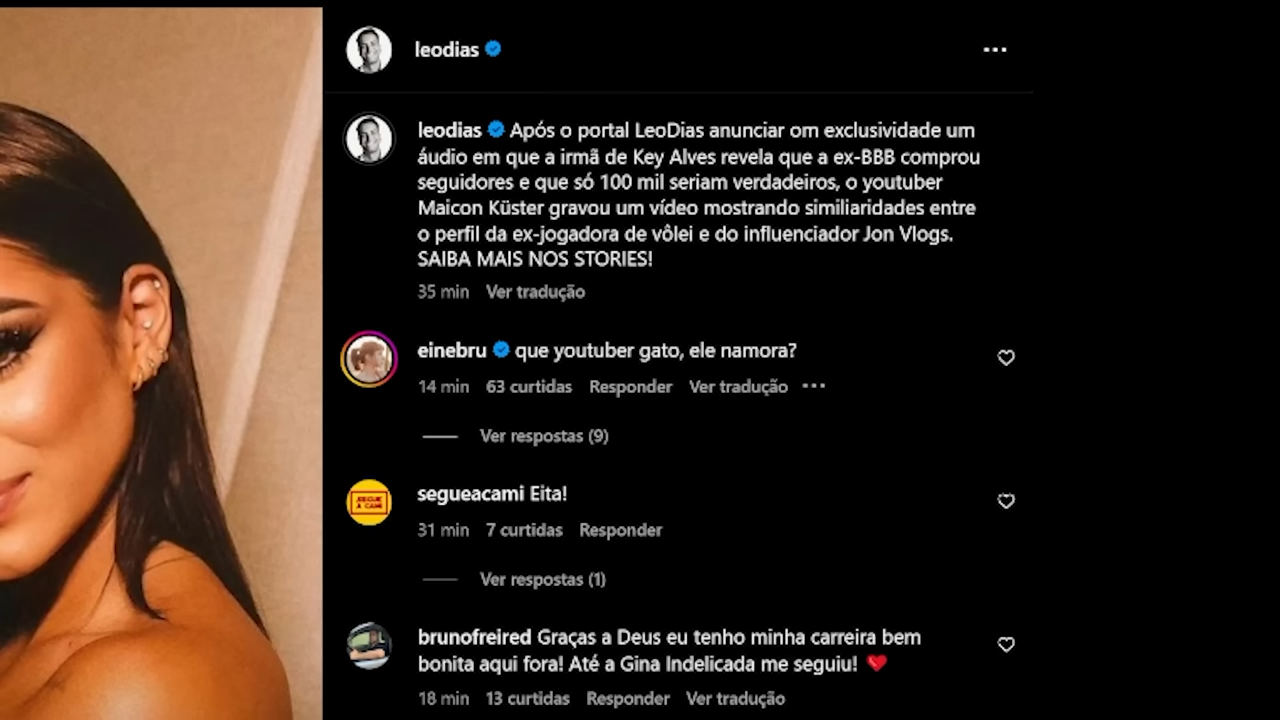 leodias
leodias Após o portal LeoDias anunciar om exclusividade um
áudio em que a irmã de Key Alves revela que a ex-BBB comprou
seguidores e que só 100 mil seriam verdadeiros, o youtuber
Maicon Küster gravou um vídeo mostrando similiaridades entre
o perfil da ex-jogadora de vôlei e do influenciador Jon Vlogs.
SAIBA MAIS NOS STORIES!
35 min Ver tradução
einebru que youtuber gato, ele namora?
14 min 63 curtidas Responder Ver tradução
Ver respostas (9)
segueacami Eita!
31 min 7 curtidas Responder
Ver respostas (1)
brunofreired Graças a Deus eu tenho minha carreira bem
bonita aqui fora! Até a Gina Indelicada me seguiu! ❤️
18 min 13 curtidas Responder Ver tradução